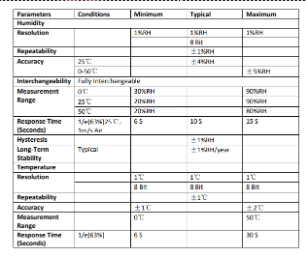 Parameters Conditions Minimum Typical Maximum
Humidity
Resolution 1%RH 1%RH 1%RH
8 Bit
Repeatability ±1%RH
Accuracy 25℃ ±4%RH
0-50℃ ±5%RH
Interchangeability Fully Interchangeable
Measurement 0℃ 30%RH 90%RH
Range 25℃ 20%RH 90%RH
50℃ 20%RH 80%RH
Response Time 1/e(63%)25℃, 6 S 10 S 15 S
(Seconds) 1m/s Air
Hysteresis ±1%RH
Long-Term Typical ±1%RH/year
Stability
Temperature
Resolution 1℃ 1℃ 1℃
8 Bit 8 Bit 8 Bit
Repeatability ±1℃
Accuracy ±1℃ ±2℃
Measurement 0℃ 50℃
Range
Response Time 1/e(63%) 6 S 30 S
(Seconds)